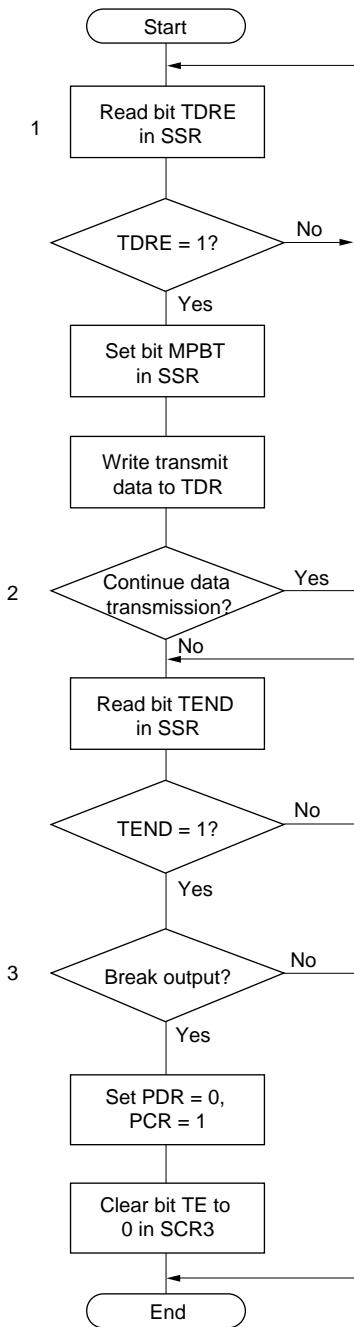 Start
1
Read bit TDRE
in SSR
TDRE = 1?
No
Yes
Set bit MPBT
in SSR
Write transmit
data to TDR
2
Continue data
transmission?
Yes
No
Read bit TEND
in SSR
TEND = 1?
No
Yes
3
Break output?
No
Yes
Set PDR = 0,
PCR = 1
Clear bit TE to
0 in SCR3
End